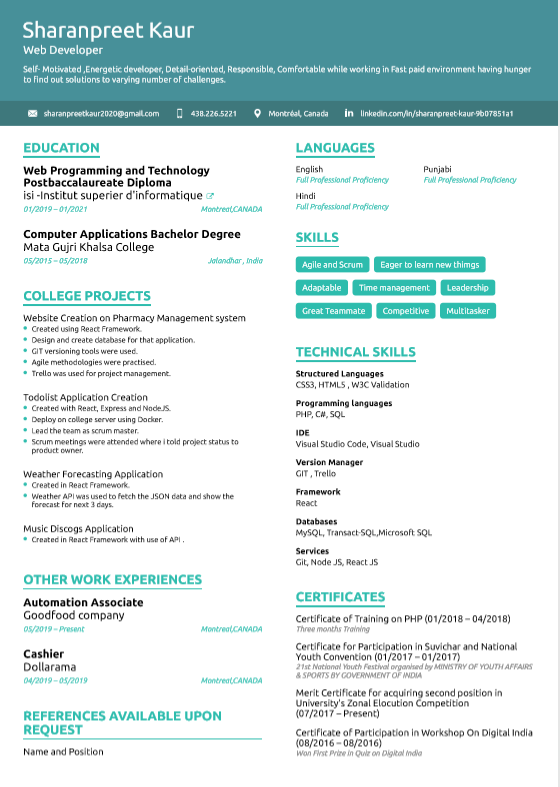 Sharanpreet Kaur
Web Developer
Self- Motivated ,Energetic developer, Detail-oriented, Responsible, Comfortable while working in Fast paid environment having hunger
to find out solutions to varying number of challenges.
sharanpreetkaur2020@gmail.com
438.226.5221
Montréal, Canada
linkedin.com/in/sharanpreet-kaur-9b07851a1
EDUCATION
Web Programming and Technology
Postbaccalaureate Diploma
isi -Institut superier d'informatique
01/2019 – 01/2021
Montreal,CANADA
Computer Applications Bachelor Degree
Mata Gujri Khalsa College
05/2015 – 05/2018
Jalandhar , India
COLLEGE PROJECTS
Website Creation on Pharmacy Management system
Created using React Framework.
Design and create database for that application.
GIT versioning tools were used.
Agile methodologies were practised.
Trello was used for project management.
Todolist Application Creation
Created with React, Express and NodeJS.
Deploy on college server using Docker.
Lead the team as scrum master.
Scrum meetings were attended where i told project status to
product owner.
Weather Forecasting Application
Created in React Framework.
Weather API was used to fetch the JSON data and show the
forecast for next 3 days.
Music Discogs Application
Created in React Framework with use of API .
OTHER WORK EXPERIENCES
Automation Associate
Goodfood company
05/2019 – Present
Montreal,CANADA
Cashier
Dollarama
04/2019 – 05/2019
Montreal,CANADA
REFERENCES AVAILABLE UPON
REQUEST
Name and Position
LANGUAGES
English
Full Professional Proficiency
Punjabi
Full Professional Proficiency
Hindi
Full Professional Proficiency
SKILLS
Agile and Scrum
Eager to learn new thimgs
Adaptable
Time management
Leadership
Great Teammate
Competitive
Multitasker
TECHNICAL SKILLS
Structured Languages
CSS3, HTML5 , W3C Validation
Programming languages
PHP, C#, SQL
IDE
Visual Studio Code, Visual Studio
Version Manager
GIT , Trello
Framework
React
Databases
MySQL, Transact-SQL,Microsoft SQL
Services
Git, Node JS, React JS
CERTIFICATES
Certificate of Training on PHP (01/2018 – 04/2018)
Three months Training
Certificate for Participation in Suvichar and National
Youth Convention (01/2017 – 01/2017)
21st National Youth Festival organised by MINISTRY OF YOUTH AFFAIRS
& SPORTS BY GOVERNMENT OF INDIA
Merit Certificate for acquiring second position in
University's Zonal Elocution Competition
(07/2017 – Present)
Certificate of Participation in Workshop On Digital India
(08/2016 – 08/2016)
Won First Prize in Quiz on Digital India